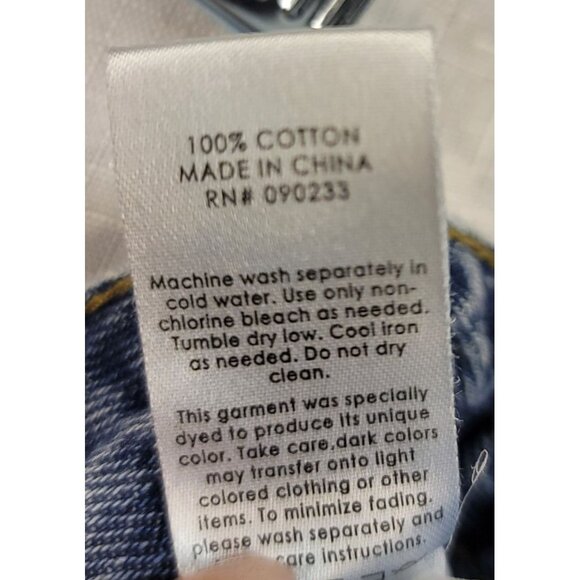 100% COTTON
MADE IN CHINA
RN# 090233
Machine wash separately in
cold water. Use only non-
chlorine bleach as needed.
Tumble dry low. Cool iron
as needed. Do not dry
clean.
This garment was specially
dyed to produce its unique
color. Take care,dark colors
may transfer onto light
colored clothing or other
items. To minimize fading,
please wash separately and
care instructions.